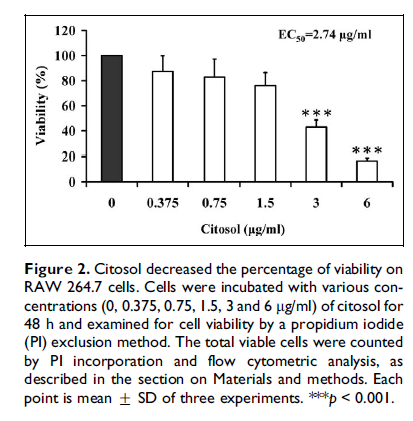 120
100
80
60
40
20
0
Viability (%)
EC50=2.74 µg/ml
***
***
0 0.375 0.75 1.5 3 6
Citosol (µg/ml)
Figure 2. Citosol decreased the percentage of viability on
RAW 264.7 cells. Cells were incubated with various con-
centrations (0, 0.375, 0.75, 1.5, 3 and 6 µg/ml) of citosol for
48 h and examined for cell viability by a propidium iodide
(PI) exclusion method. The total viable cells were counted
by PI incorporation and flow cytometric analysis, as
described in the section on Materials and methods. Each
point is mean ± SD of three experiments. ***p < 0.001.